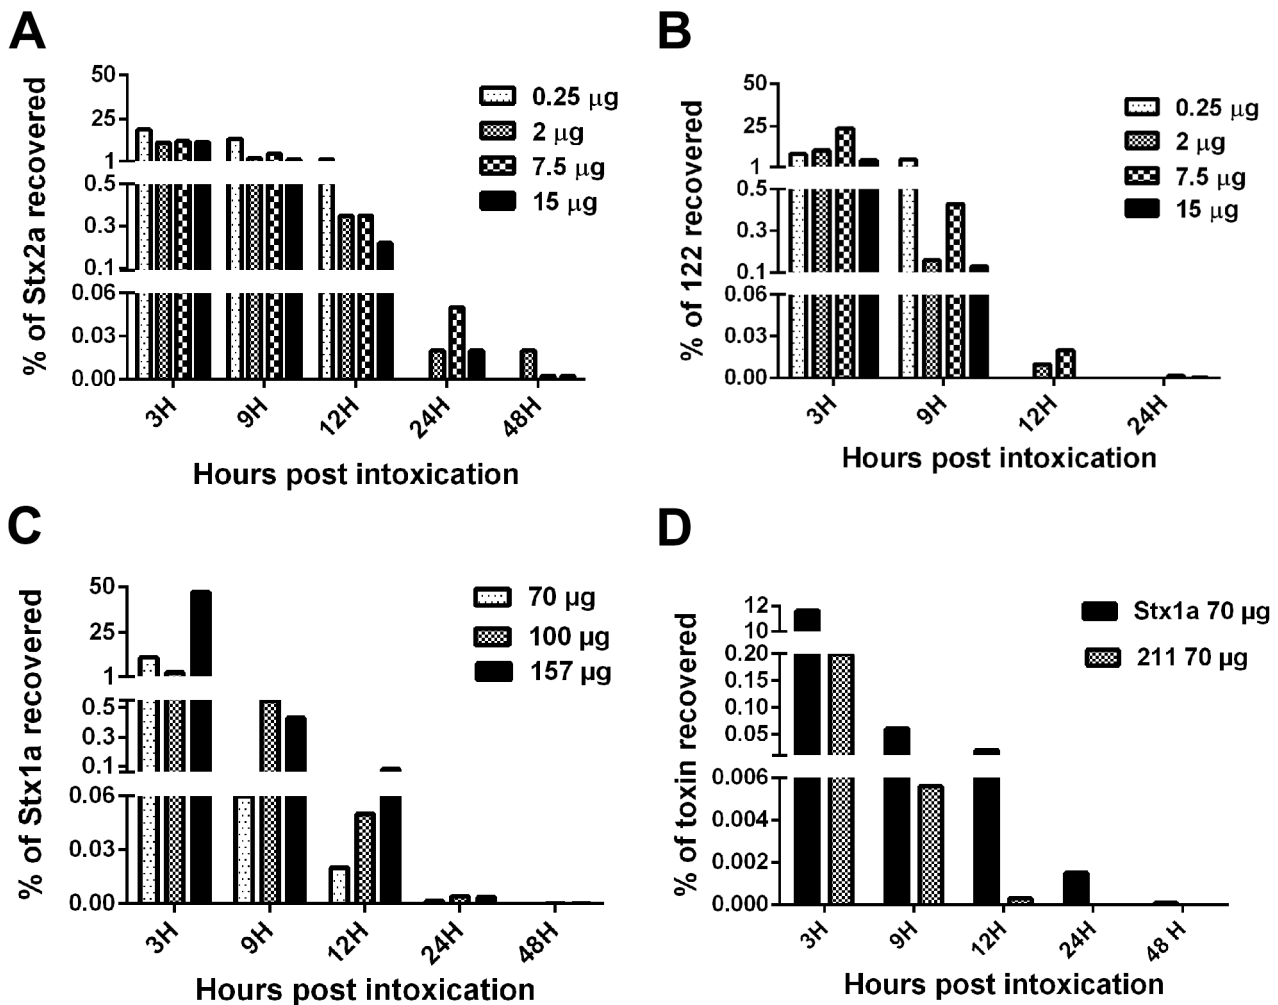 A
% of Stx2a recovered
50
25
1
0.5
0.3
0.1
0.06
0.03
0.00
0.25 µg
2 µg
7.5 µg
15 µg
3H
9H
12H
24H
48H
Hours post intoxication
B
% of 122 recovered
50
25
1
0.5
0.3
0.1
0.06
0.03
0.00
0.25 µg
2 µg
7.5 µg
15 µg
3H
9H
12H
24H
Hours post intoxication
C
% of Stx1a recovered
50
25
1
0.5
0.3
0.1
0.06
0.03
0.00
70 µg
100 µg
157 µg
3H
9H
12H
24H
48H
Hours post intoxication
D
% of toxin recovered
12
10
0.20
0.15
0.10
0.05
0.006
0.004
0.002
0.000
Stx1a 70 µg
211 70 µg
3H
9H
12H
24H
48 H
Hours post intoxication